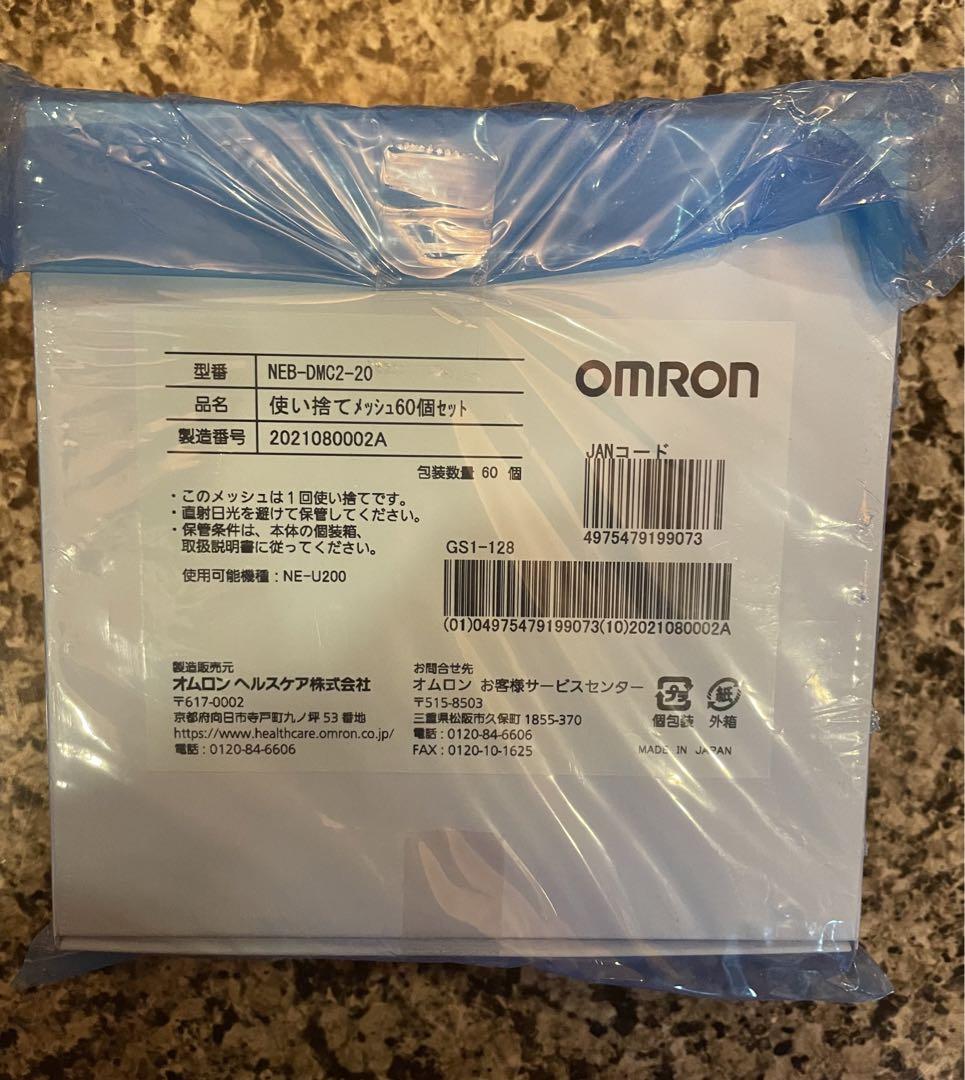 型番 NEB-DMC2-20
OMRON
品名 使い捨てメッシュ60個セット
製造番号 2021080002A
包装数量 60 個
JANコード
4975479199073
・このメッシュは1回使い捨てです。
・直射日光を避けて保管してください。
・保管条件は、本体の個装箱、
取扱説明書に従ってください。
GS1-128
(01)04975479199073(10)2021080002A
使用可能機種：NE-U200
製造販売元
オムロン ヘルスケア株式会社
〒617-0002
京都府向日市寺戸町九ノ坪 53 番地
https://www.healthcare.omron.co.jp/
電話：0120-84-6606
お問合せ先
オムロン お客様サービスセンター
〒515-8503
三重県松阪市久保町 1855-370
電話：0120-84-6606
FAX：0120-10-1625
プラ 紙
個包装 外箱
MADE IN JAPAN